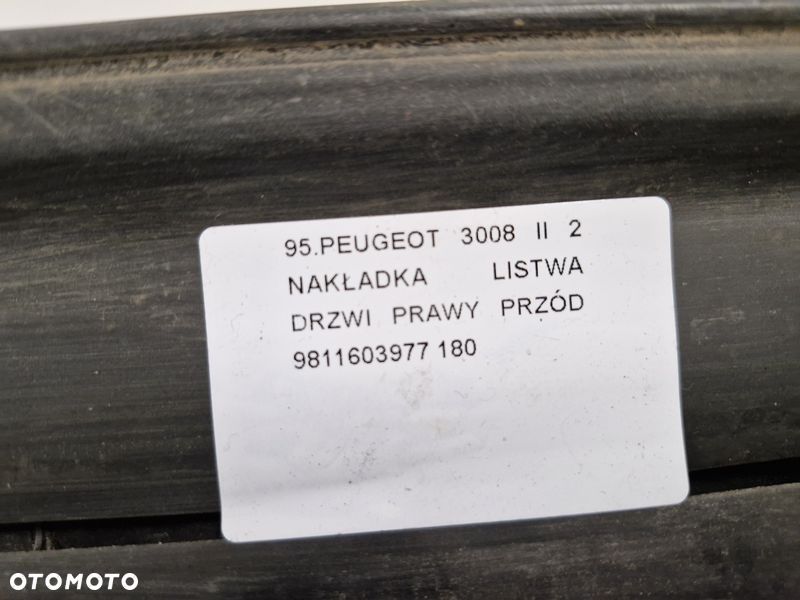 95.PEUGEOT 3008 II 2
NAKŁADKA LISTWA
DRZWI PRAWY PRZÓD
9811603977 180
OTOMOTO